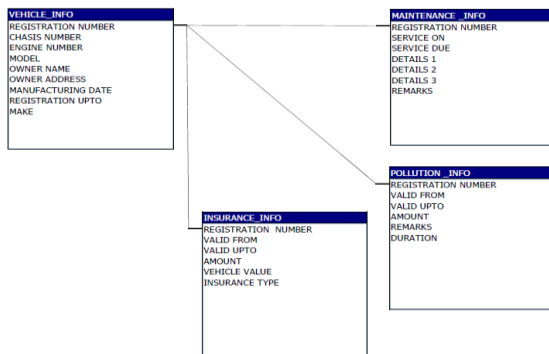 VEHICLE_INFO
REGISTRATION NUMBER
CHASIS NUMBER
ENGINE NUMBER
MODEL
OWNER NAME
OWNER ADDRESS
MANUFACTURING DATE
REGISTRATION UPTO
MAKE
MAINTENANCE _INFO
REGISTRATION NUMBER
SERVICE ON
SERVICE DUE
DETAILS 1
DETAILS 2
DETAILS 3
REMARKS
POLLUTION _INFO
REGISTRATION NUMBER
VALID FROM
VALID UPTO
AMOUNT
REMARKS
DURATION
INSURANCE_INFO
REGISTRATION NUMBER
VALID FROM
VALID UPTO
AMOUNT
VEHICLE VALUE
INSURANCE TYPE